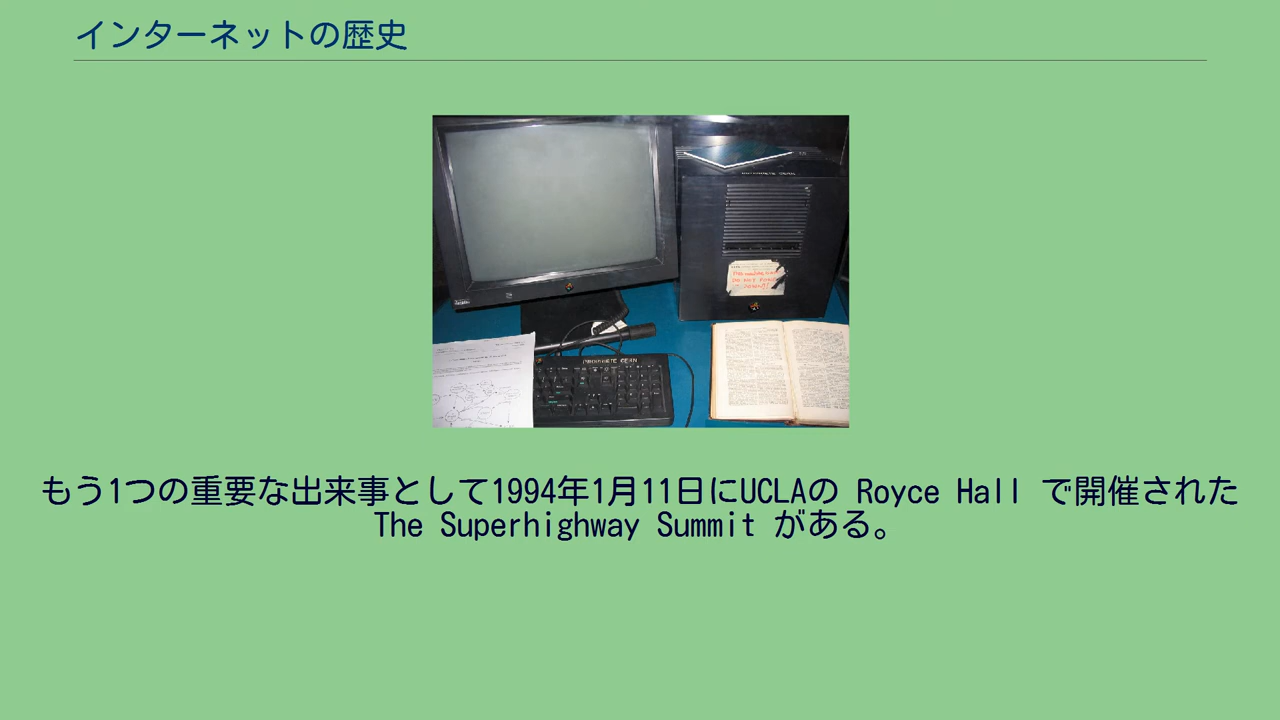 インターネットの歴史
もう1つの重要な出来事として1994年1月11日にUCLAの Royce Hall で開催された
The Superhighway Summit がある。